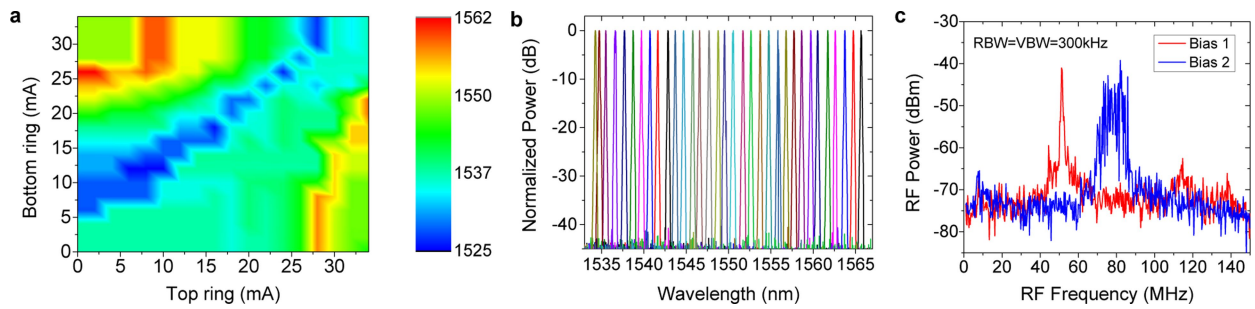 a
Bottom ring (mA)
30
25
20
15
10
5
0
0 5 10 15 20 25 30
Top ring (mA)
1562
1550
1537
1525
b
Normalized Power (dB)
0
-10
-20
-30
-40
1535 1540 1545 1550 1555 1560 1565
Wavelength (nm)
c
RF Power (dBm)
-30
-40
-50
-60
-70
-80
RBW=VBW=300kHz
Bias 1
Bias 2
0 20 40 60 80 100 120 140
RF Frequency (MHz)